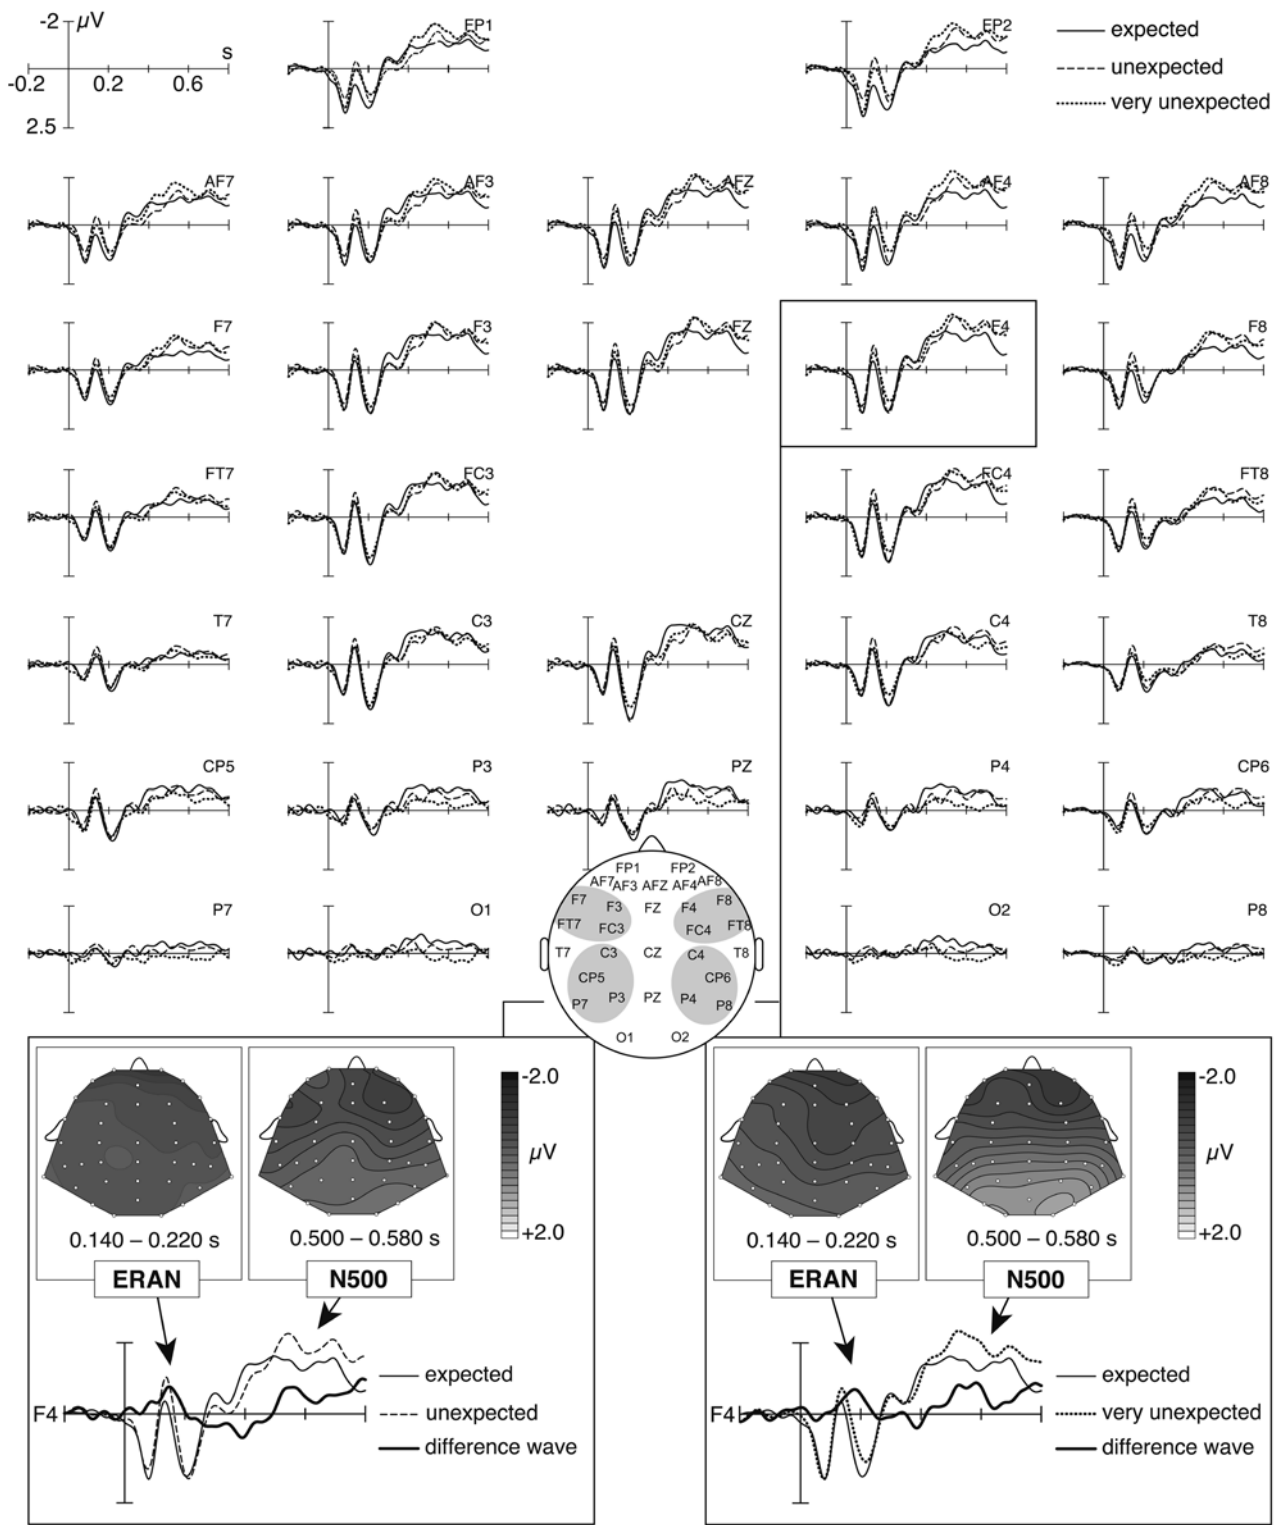 -2 µV
s
-0.2 0.2 0.6
2.5
FP1
FP2
expected
unexpected
very unexpected
AF7
AF3
AFZ
AF4
AF8
F7
F3
FZ
F4
F8
FT7
FC3
FC4
FT8
T7
C3
CZ
C4
T8
CP5
P3
PZ
P4
CP6
P7
O1
O2
P8
FP1 FP2
AF7 AF3 AFZ AF4 AF8
F7 F3 FZ F4 F8
FT7 FC3 FC4 FT8
T7 C3 CZ C4 T8
CP5 CP6
P7 P3 PZ P4 P8
O1 O2
-2.0
µV
+2.0
0.140 – 0.220 s
0.500 – 0.580 s
ERAN
N500
F4
expected
unexpected
difference wave
-2.0
µV
+2.0
0.140 – 0.220 s
0.500 – 0.580 s
ERAN
N500
F4
expected
very unexpected
difference wave